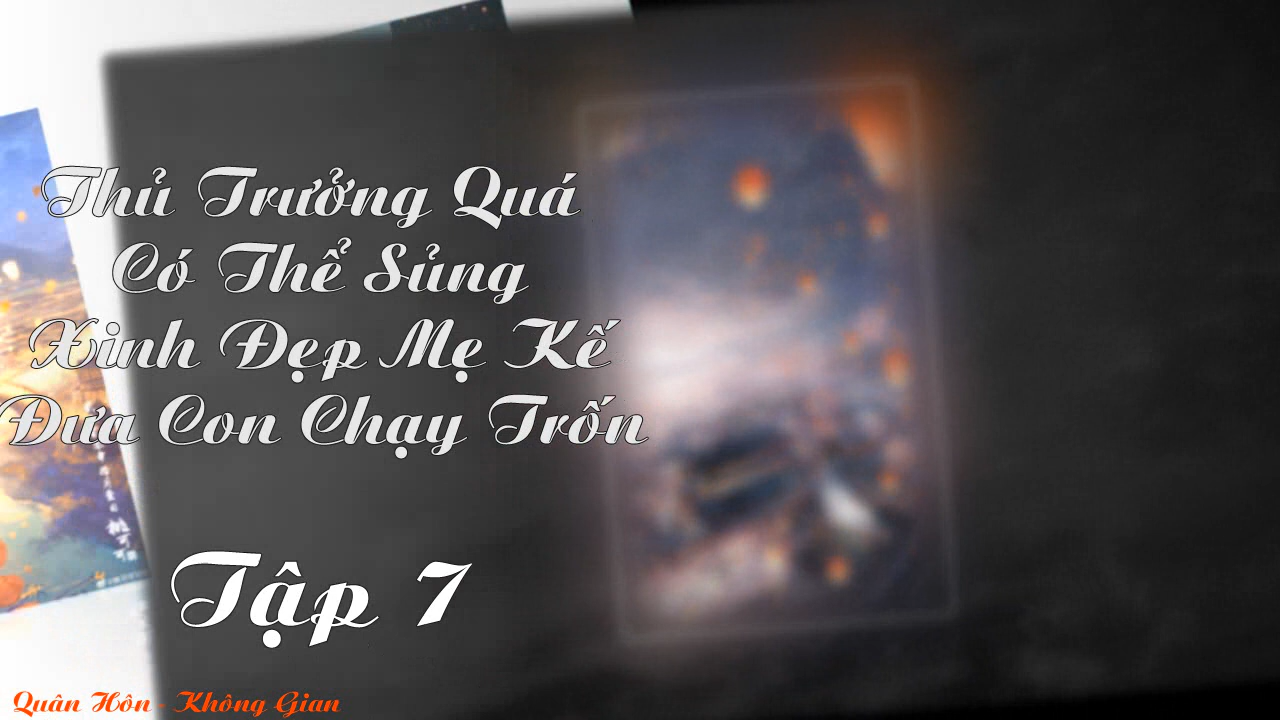 Thủ Trưởng Quá
Có Thể Sủng
Xinh Đẹp Mẹ Kế
Đưa Con Chạy Trốn
Tập 7
Quân Hôn - Không Gian